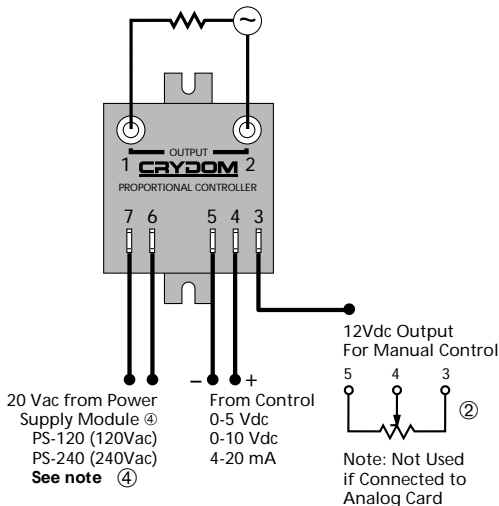 ~
OUTPUT
1 CRYDOM 2
PROPORTIONAL CONTROLLER
7 6 5 4 3
– +
20 Vac from Power
Supply Module ④
PS-120 (120Vac)
PS-240 (240Vac)
See note ④
From Control
0-5 Vdc
0-10 Vdc
4-20 mA
12Vdc Output
For Manual Control
5 4 3
②
Note: Not Used
if Connected to
Analog Card